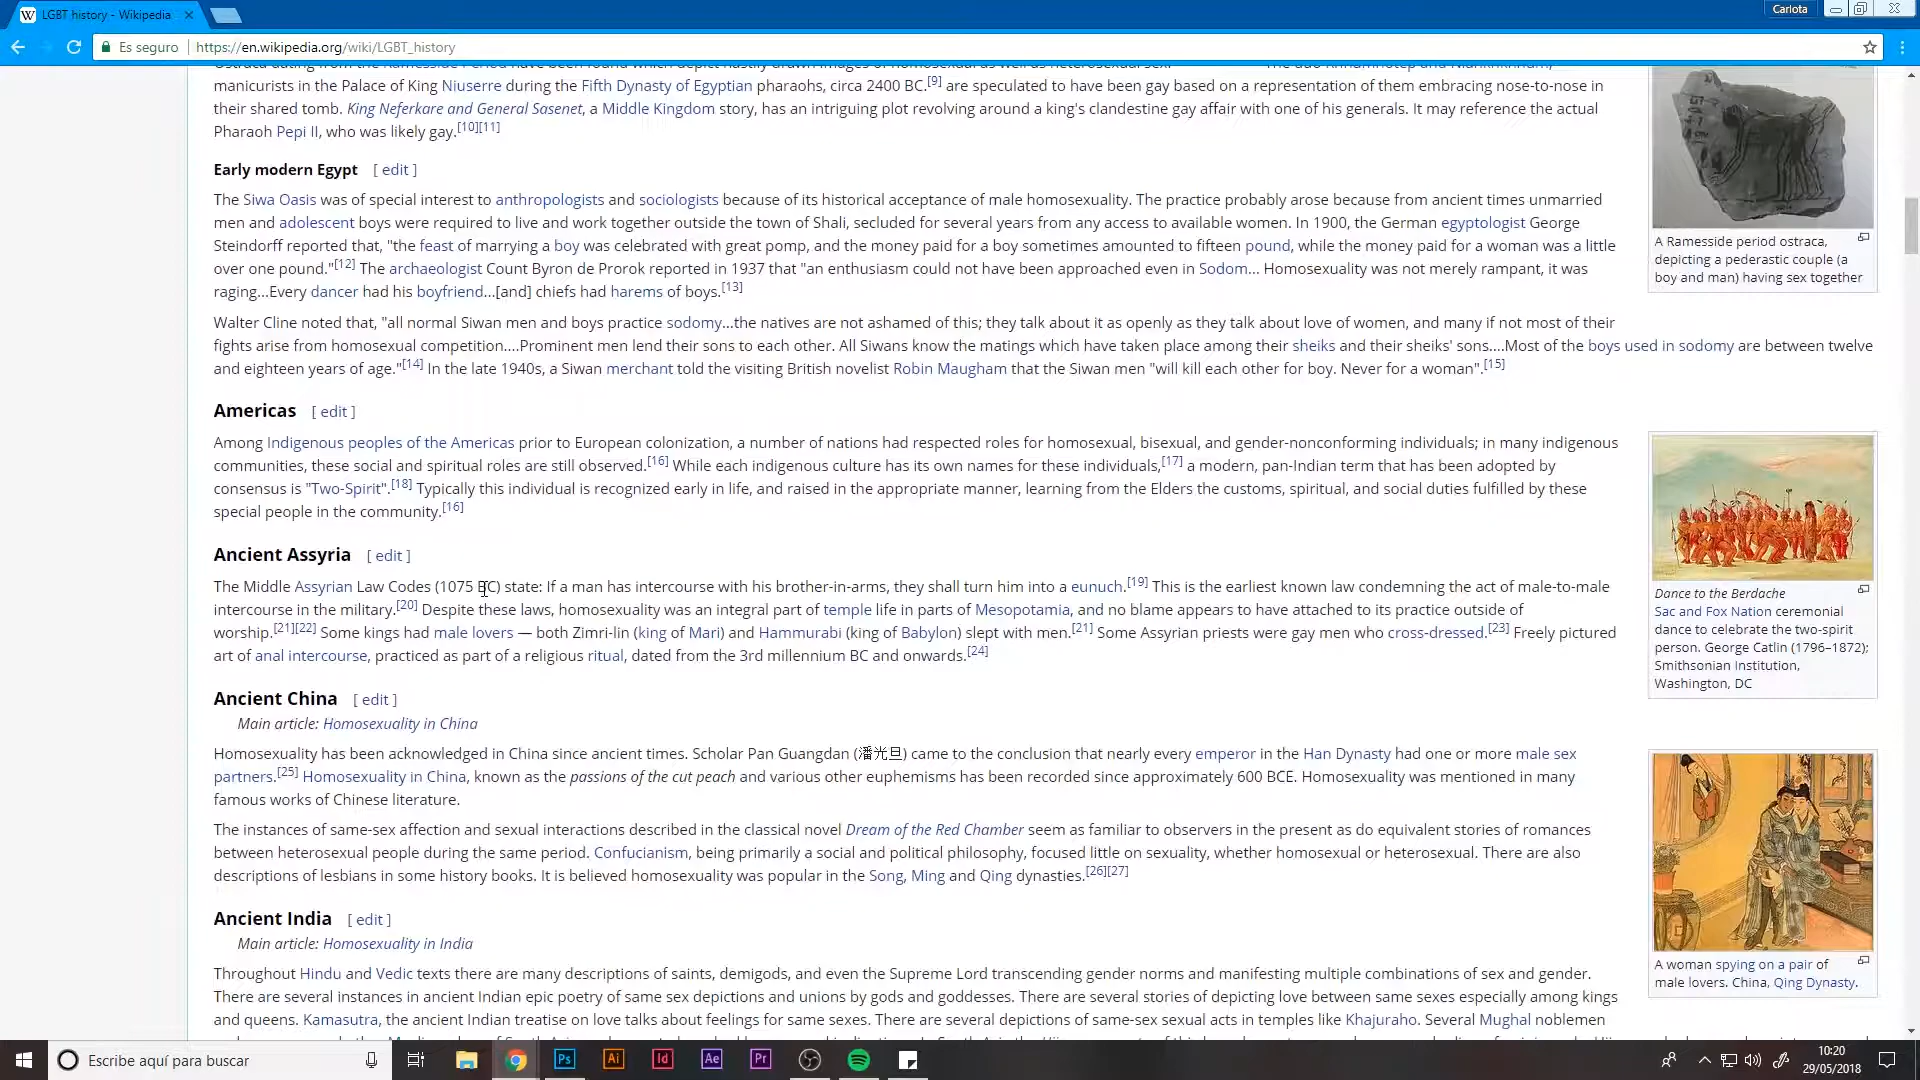 LGBT history - Wikipedia
Carlota
Es seguro
https://en.wikipedia.org/wiki/LGBT_history
manicurists in the Palace of King Niuserre during the Fifth Dynasty of Egyptian pharaohs, circa 2400 BC.[9] are speculated to have been gay based on a representation of them embracing nose-to-nose in
their shared tomb. King Neferkare and General Sasenet, a Middle Kingdom story, has an intriguing plot revolving around a king's clandestine gay affair with one of his generals. It may reference the actual
Pharaoh Pepi II, who was likely gay.[10][11]
Early modern Egypt [ edit ]
The Siwa Oasis was of special interest to anthropologists and sociologists because of its historical acceptance of male homosexuality. The practice probably arose because from ancient times unmarried
men and adolescent boys were required to live and work together outside the town of Shali, secluded for several years from any access to available women. In 1900, the German egyptologist George
Steindorff reported that, "the feast of marrying a boy was celebrated with great pomp, and the money paid for a boy sometimes amounted to fifteen pound, while the money paid for a woman was a little
over one pound."[12] The archaeologist Count Byron de Prorok reported in 1937 that "an enthusiasm could not have been approached even in Sodom... Homosexuality was not merely rampant, it was
raging...Every dancer had his boyfriend...[and] chiefs had harems of boys.[13]
Walter Cline noted that, "all normal Siwan men and boys practice sodomy...the natives are not ashamed of this; they talk about it as openly as they talk about love of women, and many if not most of their
fights arise from homosexual competition....Prominent men lend their sons to each other. All Siwans know the matings which have taken place among their sheiks and their sheiks' sons....Most of the boys used in sodomy are between twelve
and eighteen years of age."[14] In the late 1940s, a Siwan merchant told the visiting British novelist Robin Maugham that the Siwan men "will kill each other for boy. Never for a woman".[15]
A Ramesside period ostraca,
depicting a pederastic couple (a
boy and man) having sex together
Americas [ edit ]
Among Indigenous peoples of the Americas prior to European colonization, a number of nations had respected roles for homosexual, bisexual, and gender-nonconforming individuals; in many indigenous
communities, these social and spiritual roles are still observed.[16] While each indigenous culture has its own names for these individuals,[17] a modern, pan-Indian term that has been adopted by
consensus is "Two-Spirit".[18] Typically this individual is recognized early in life, and raised in the appropriate manner, learning from the Elders the customs, spiritual, and social duties fulfilled by these
special people in the community.[16]
Ancient Assyria [ edit ]
The Middle Assyrian Law Codes (1075 BC) state: If a man has intercourse with his brother-in-arms, they shall turn him into a eunuch.[19] This is the earliest known law condemning the act of male-to-male
intercourse in the military.[20] Despite these laws, homosexuality was an integral part of temple life in parts of Mesopotamia, and no blame appears to have attached to its practice outside of
worship.[21][22] Some kings had male lovers — both Zimri-lin (king of Mari) and Hammurabi (king of Babylon) slept with men.[21] Some Assyrian priests were gay men who cross-dressed.[23] Freely pictured
art of anal intercourse, practiced as part of a religious ritual, dated from the 3rd millennium BC and onwards.[24]
Dance to the Berdache
Sac and Fox Nation ceremonial
dance to celebrate the two-spirit
person. George Catlin (1796–1872);
Smithsonian Institution,
Washington, DC
Ancient China [ edit ]
Main article: Homosexuality in China
Homosexuality has been acknowledged in China since ancient times. Scholar Pan Guangdan (潘光旦) came to the conclusion that nearly every emperor in the Han Dynasty had one or more male sex
partners.[25] Homosexuality in China, known as the passions of the cut peach and various other euphemisms has been recorded since approximately 600 BCE. Homosexuality was mentioned in many
famous works of Chinese literature.
The instances of same-sex affection and sexual interactions described in the classical novel Dream of the Red Chamber seem as familiar to observers in the present as do equivalent stories of romances
between heterosexual people during the same period. Confucianism, being primarily a social and political philosophy, focused little on sexuality, whether homosexual or heterosexual. There are also
descriptions of lesbians in some history books. It is believed homosexuality was popular in the Song, Ming and Qing dynasties.[26][27]
A woman spying on a pair of
male lovers. China, Qing Dynasty.
Ancient India [ edit ]
Main article: Homosexuality in India
Throughout Hindu and Vedic texts there are many descriptions of saints, demigods, and even the Supreme Lord transcending gender norms and manifesting multiple combinations of sex and gender.
There are several instances in ancient Indian epic poetry of same sex depictions and unions by gods and goddesses. There are several stories of depicting love between same sexes especially among kings
and queens. Kamasutra, the ancient Indian treatise on love talks about feelings for same sexes. There are several depictions of same-sex sexual acts in temples like Khajuraho. Several Mughal noblemen
Escribe aquí para buscar
Ps
Ai
Id
Ae
Pr
10:20
29/05/2018